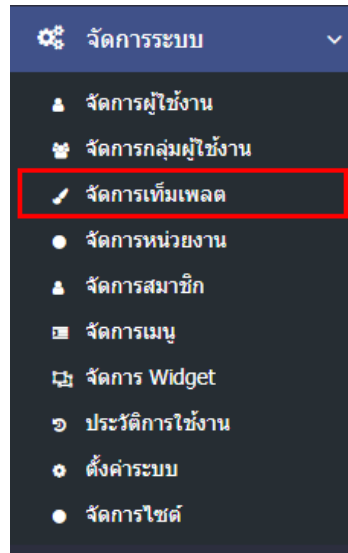 จัดการระบบ
จัดการผู้ใช้งาน
จัดการกลุ่มผู้ใช้งาน
จัดการเท็มเพลต
จัดการหน่วยงาน
จัดการสมาชิก
จัดการเมนู
จัดการ Widget
ประวัติการใช้งาน
ตั้งค่าระบบ
จัดการไซต์